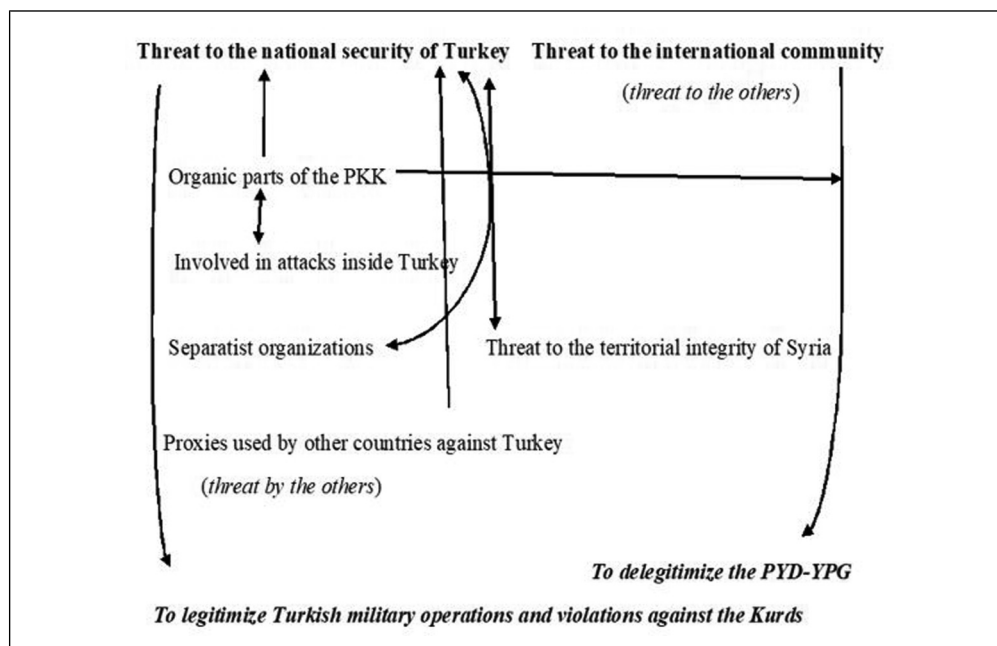 Threat to the national security of Turkey Threat to the international community
(threat to the others)
Organic parts of the PKK
Involved in attacks inside Turkey
Separatist organizations Threat to the territorial integrity of Syria
Proxies used by other countries against Turkey
(threat by the others)
To delegitimize the PYD-YPG
To legitimize Turkish military operations and violations against the Kurds